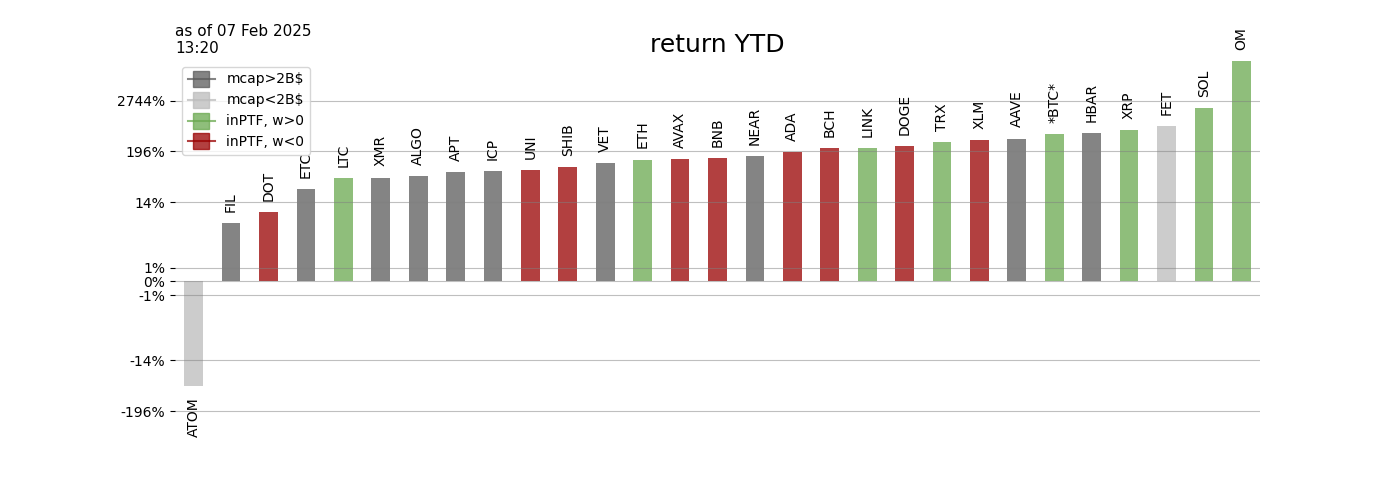 as of 07 Feb 2025
13:20
return YTD
mcap>2B$
mcap<2B$
inPTF, w>0
inPTF, w<0
2744%
196%
14%
1%
0%
-1%
-14%
-196%
ATOM
FIL
DOT
ETC
LTC
XMR
ALGO
APT
ICP
UNI
SHIB
VET
ETH
AVAX
BNB
NEAR
ADA
BCH
LINK
DOGE
TRX
XLM
AAVE
*BTC*
HBAR
XRP
FET
SOL
OM